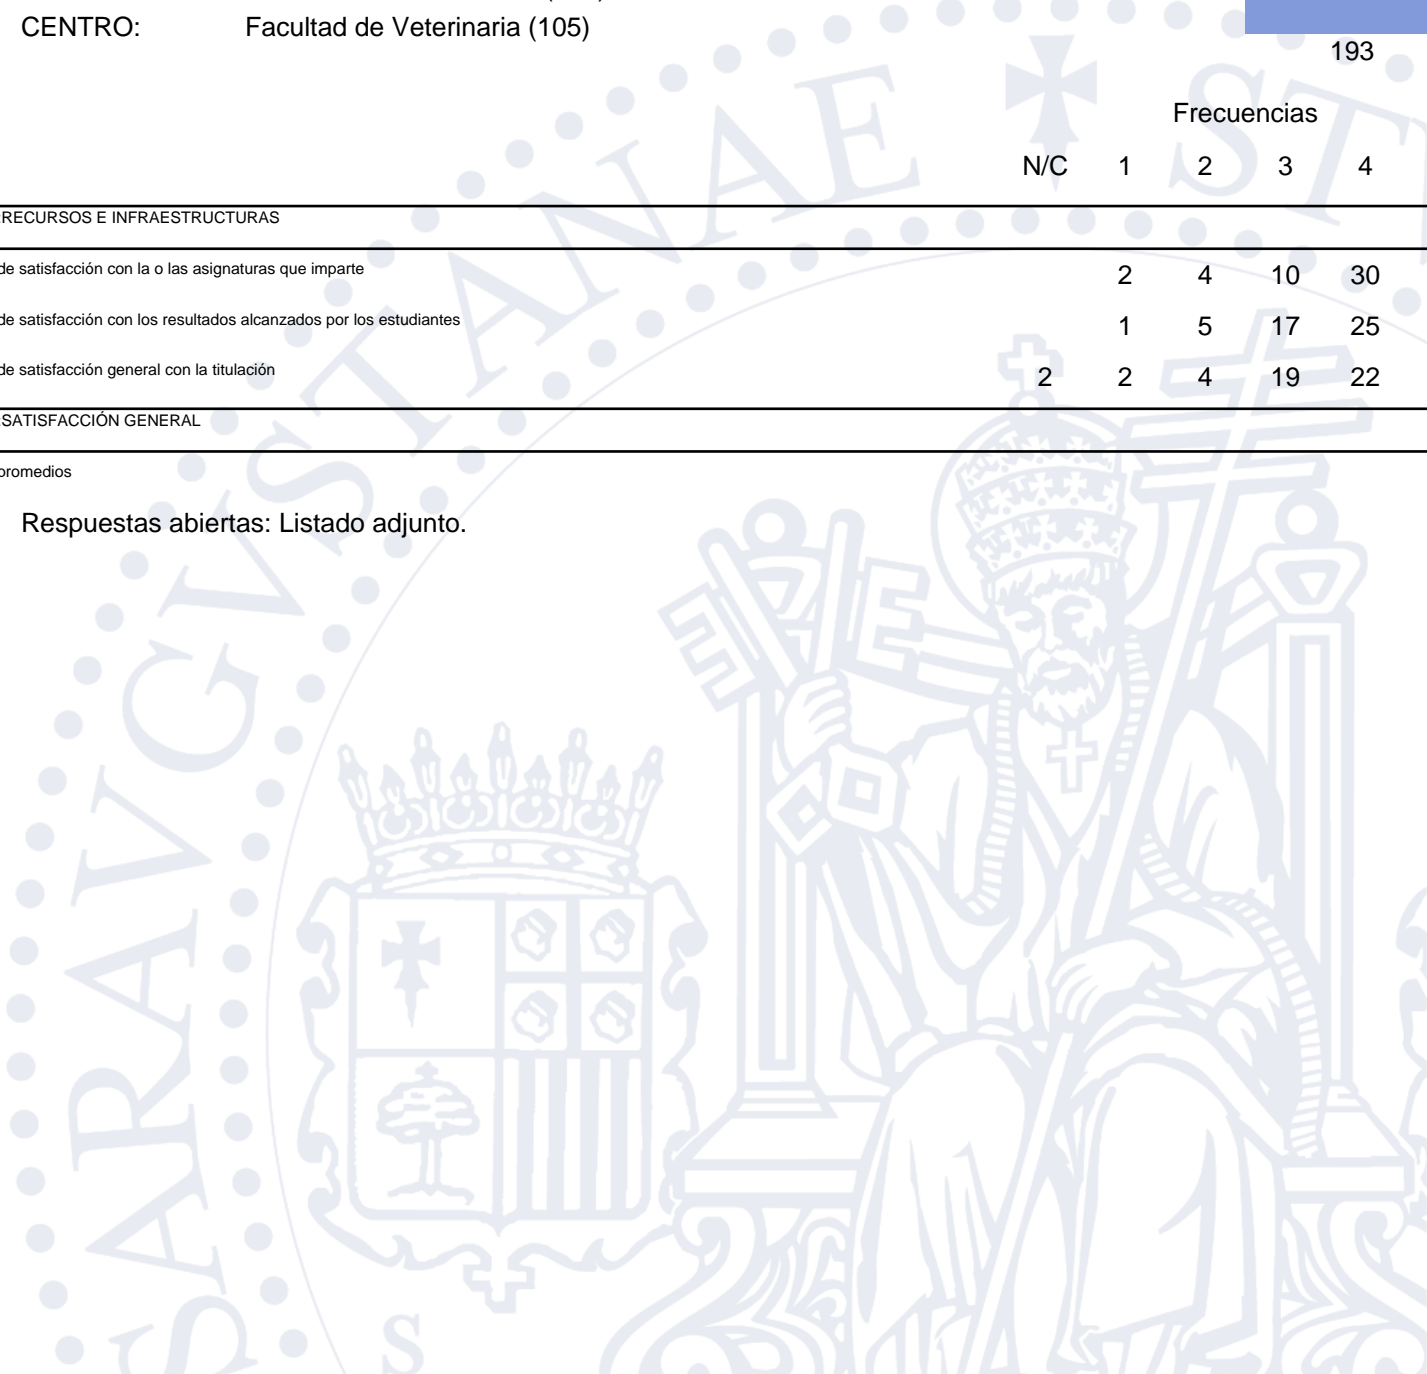 CENTRO: Facultad de Veterinaria (105)
193
Frecuencias
N/C 1 2 3 4
RECURSOS E INFRAESTRUCTURAS
de satisfacción con la o las asignaturas que imparte 2 4 10 30
de satisfacción con los resultados alcanzados por los estudiantes 1 5 17 25
de satisfacción general con la titulación 2 2 4 19 22
SATISFACCIÓN GENERAL
promedios
Respuestas abiertas: Listado adjunto.
SARAVGVSTANAE ST
S